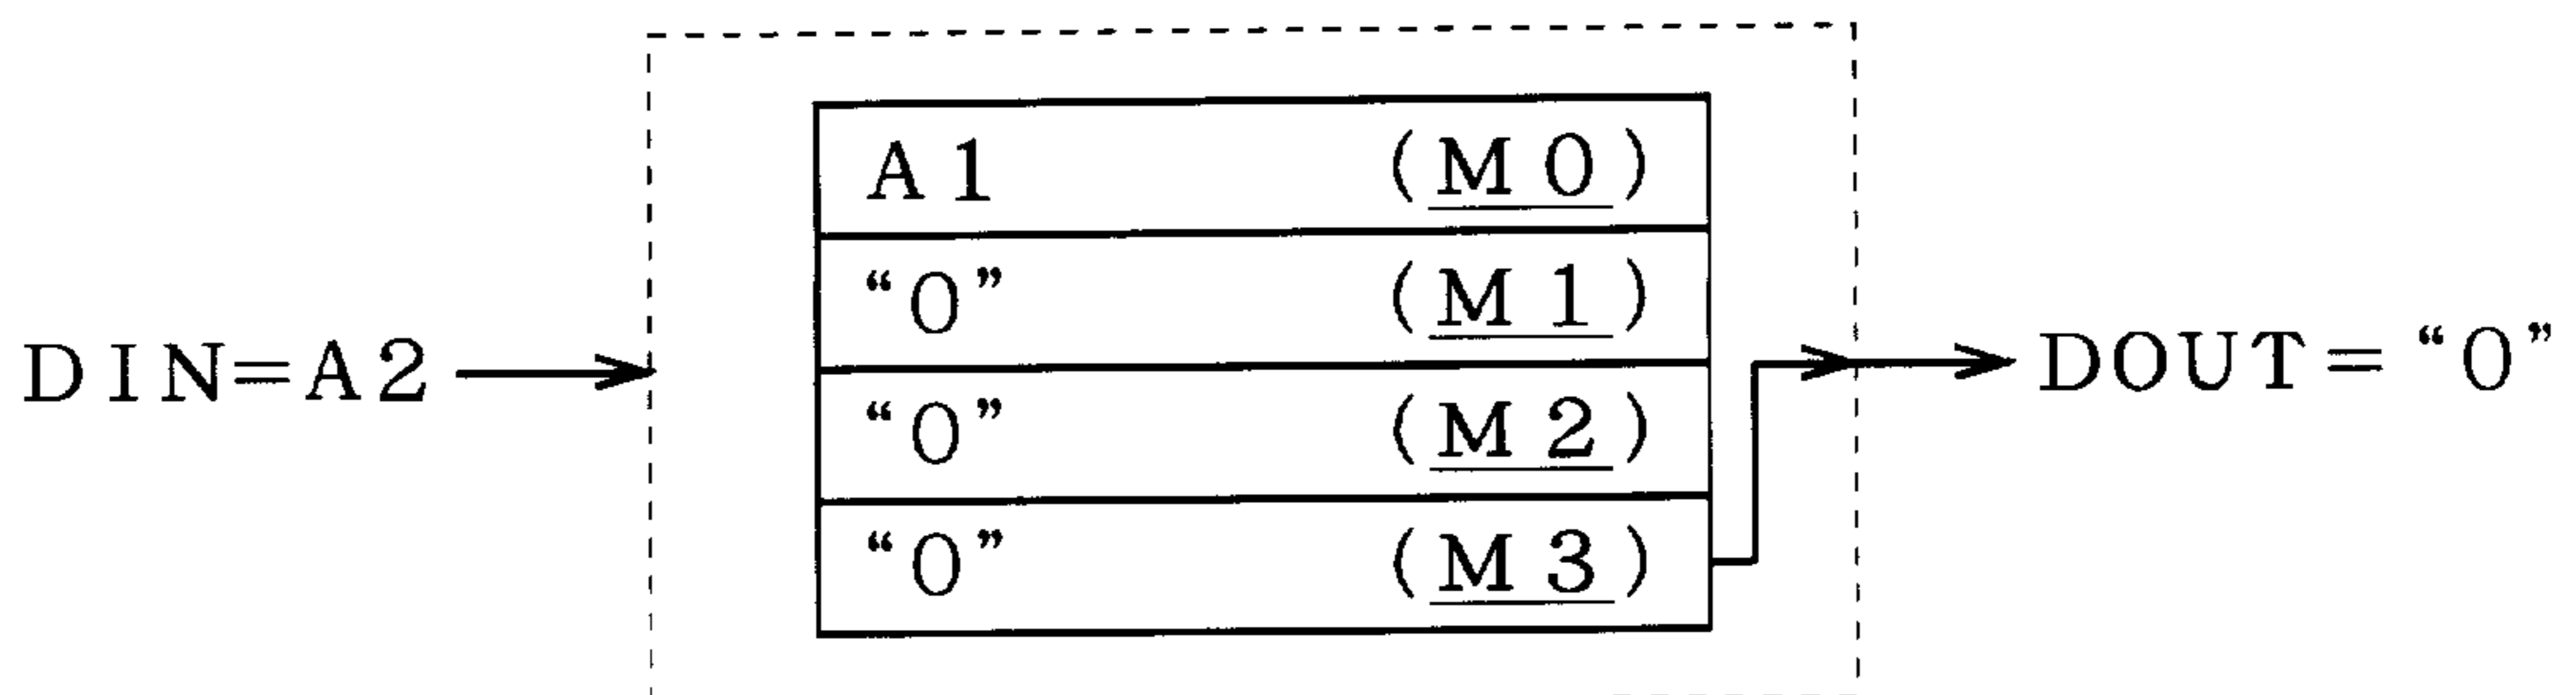 A1 (M0)
“0” (M1)
DIN=A2
DOUT=“0”
“0” (M2)
“0” (M3)